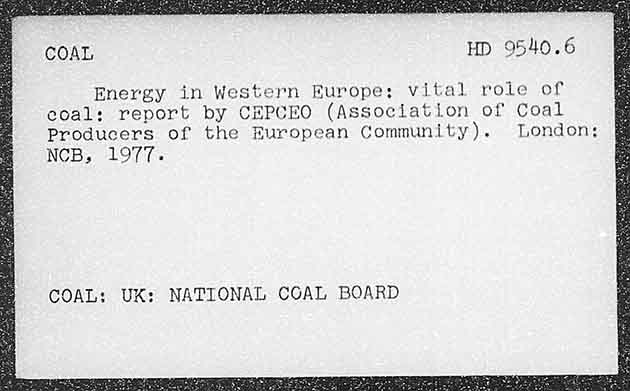 COAL HD 9540.6
Energy in Western Europe: vital role of
coal: report by CEPCEO (Association of Coal
Producers of the European Community). London:
NCB, 1977.
COAL: UK: NATIONAL COAL BOARD